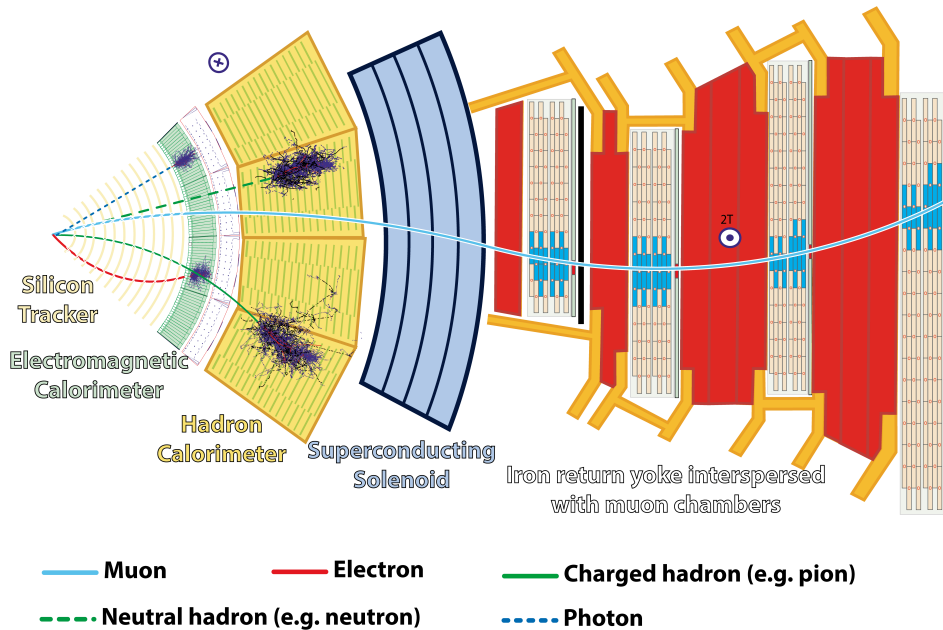 2T
Silicon
Tracker
Electromagnetic
Calorimeter
Hadron
Calorimeter
Superconducting
Solenoid
Iron return yoke interspersed
with muon chambers
Muon
Electron
Charged hadron (e.g. pion)
Neutral hadron (e.g. neutron)
Photon